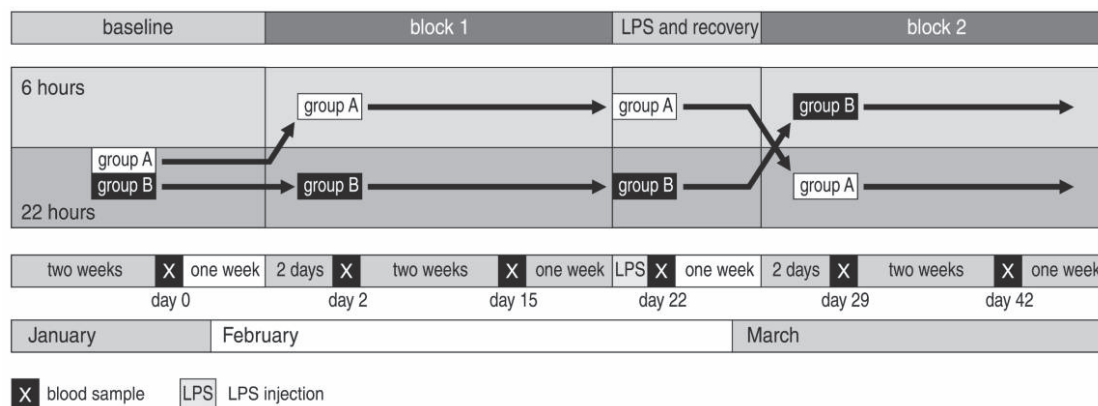 baseline block 1 LPS and recovery block 2
6 hours
group A group A group B
group A
group B group B group B group A
22 hours
two weeks X one week 2 days X two weeks X one week LPS X one week 2 days X two weeks X one week
day 0 day 2 day 15 day 22 day 29 day 42
January February March
X blood sample LPS LPS injection